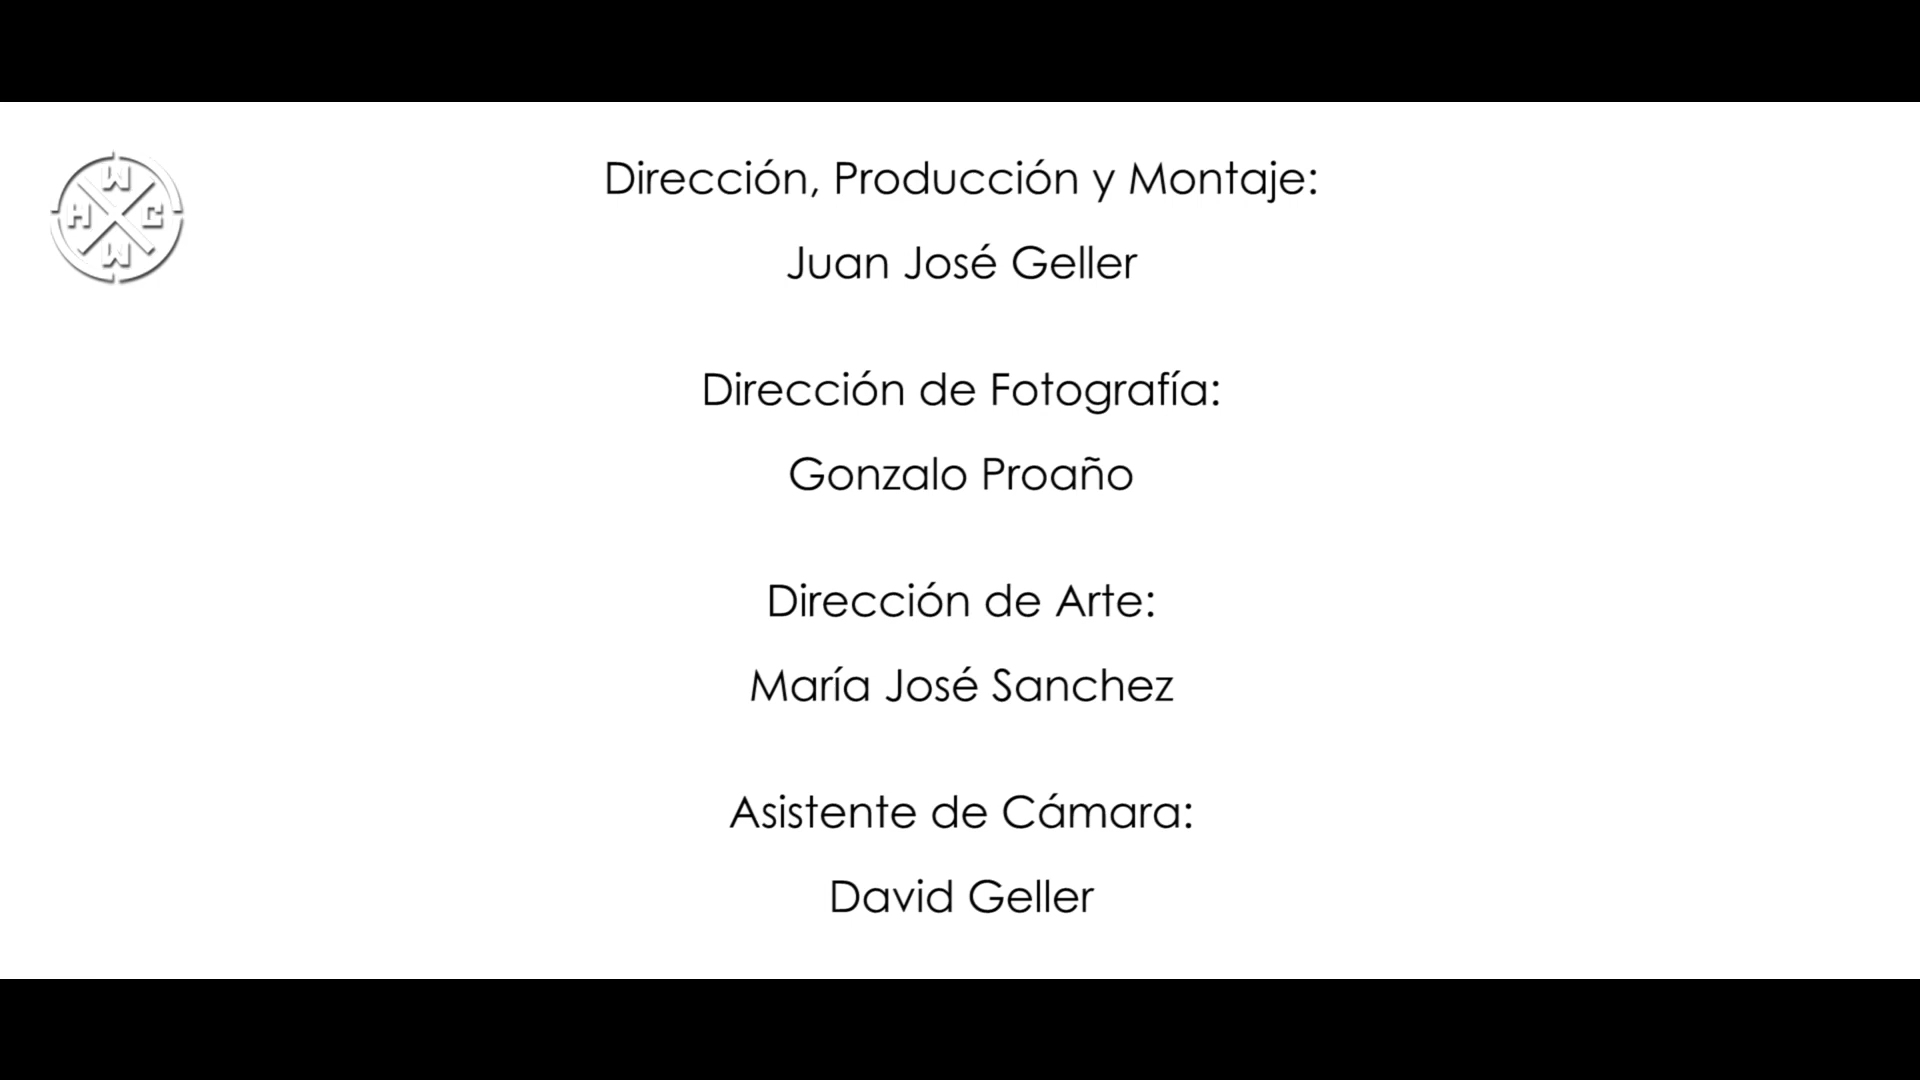 HCWW
Dirección, Producción y Montaje:
Juan José Geller
Dirección de Fotografía:
Gonzalo Proaño
Dirección de Arte:
María José Sanchez
Asistente de Cámara:
David Geller